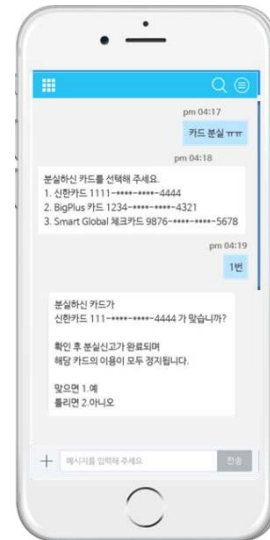 pm 04:17
카드 분실 ㅠㅠ
pm 04:18
분실하신 카드를 선택해 주세요.
1. 신한카드 1111-****-****-4444
2. BigPlus 카드 1234-****-****-4321
3. Smart Global 체크카드 9876-****-****-5678
pm 04:19
1번
분실하신 카드가
신한카드 111-****-****-4444 가 맞습니까?
확인 후 분실신고가 완료되며
해당 카드의 이용이 모두 정지됩니다.
맞으면 1.예
틀리면 2.아니오
메시지를 입력해 주세요
전송